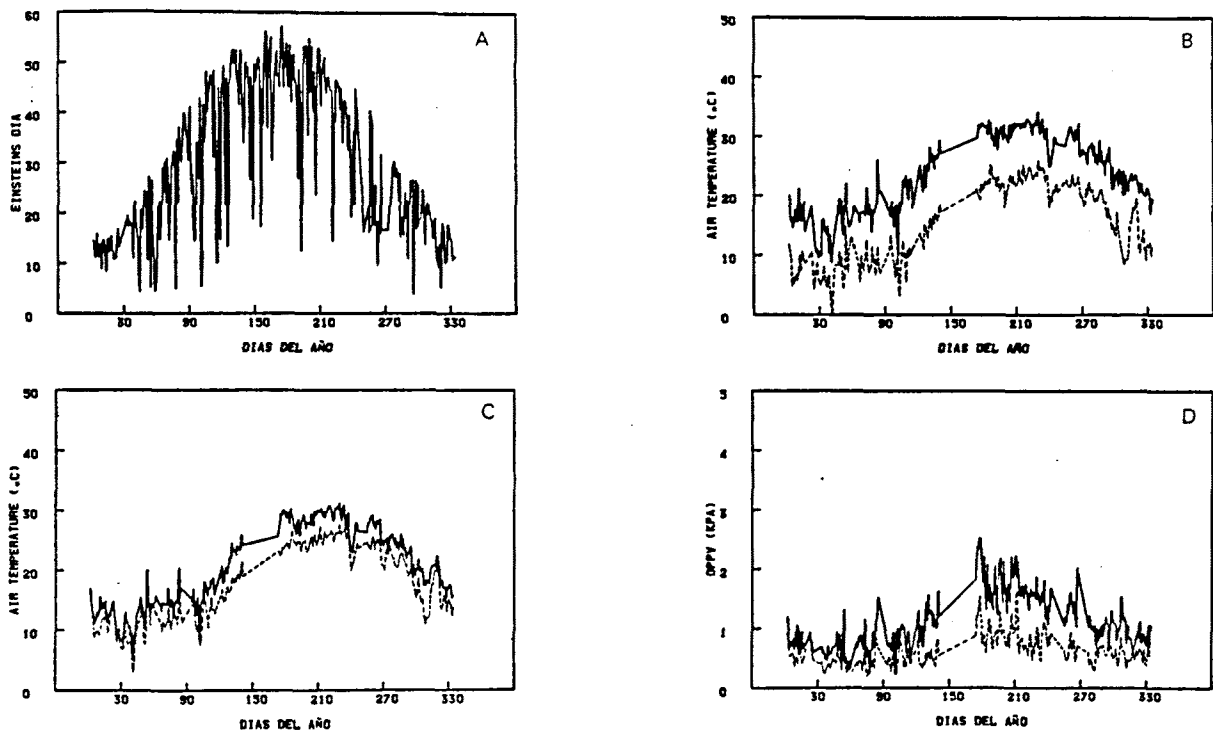 A
60
50
40
30
20
10
0
EINSTEINS DIA
30 90 150 210 270 330
DIAS DEL AÑO
B
50
40
30
20
10
0
AIR TEMPERATURE (.C)
30 90 150 210 270 330
DIAS DEL AÑO
C
50
40
30
20
10
0
AIR TEMPERATURE (.C)
30 90 150 210 270 330
DIAS DEL AÑO
D
5
4
3
2
1
0
DPPV (KPA)
30 90 150 210 270 330
DIAS DEL AÑO